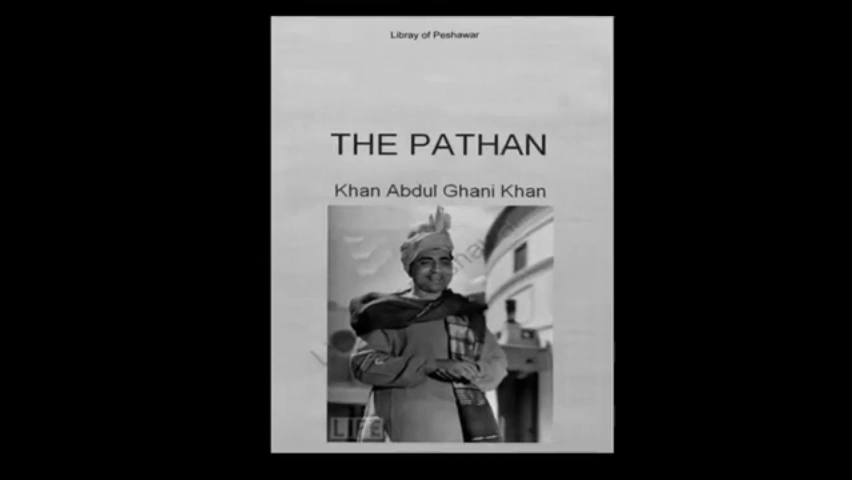 Libray of Peshawar
THE PATHAN
Khan Abdul Ghani Khan
LIFE